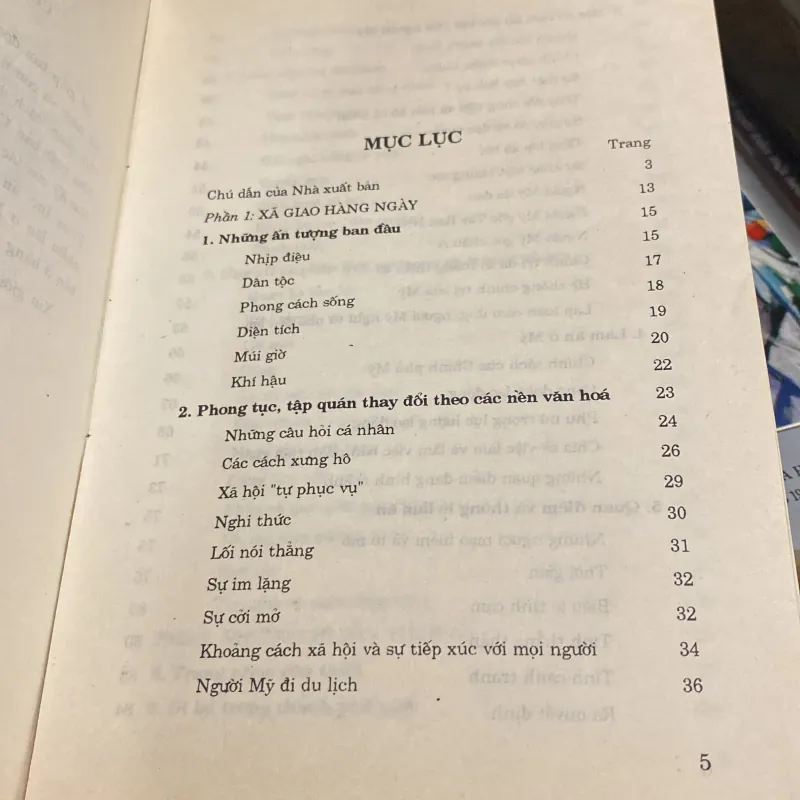 MỤC LỤC
Trang
Chú dẫn của Nhà xuất bản 3
Phần 1: XÃ GIAO HÀNG NGÀY 13
1. Những ấn tượng ban đầu 15
Nhịp điệu 15
Dân tộc 17
Phong cách sống 18
Diện tích 19
Múi giờ 20
Khí hậu 22
2. Phong tục, tập quán thay đổi theo các nền văn hoá 23
Những câu hỏi cá nhân 24
Các cách xưng hô 26
Xã hội "tự phục vụ" 29
Nghi thức 30
Lối nói thẳng 31
Sự im lặng 32
Sự cởi mở 32
Khoảng cách xã hội và sự tiếp xúc với mọi người 34
Người Mỹ đi du lịch 36
5